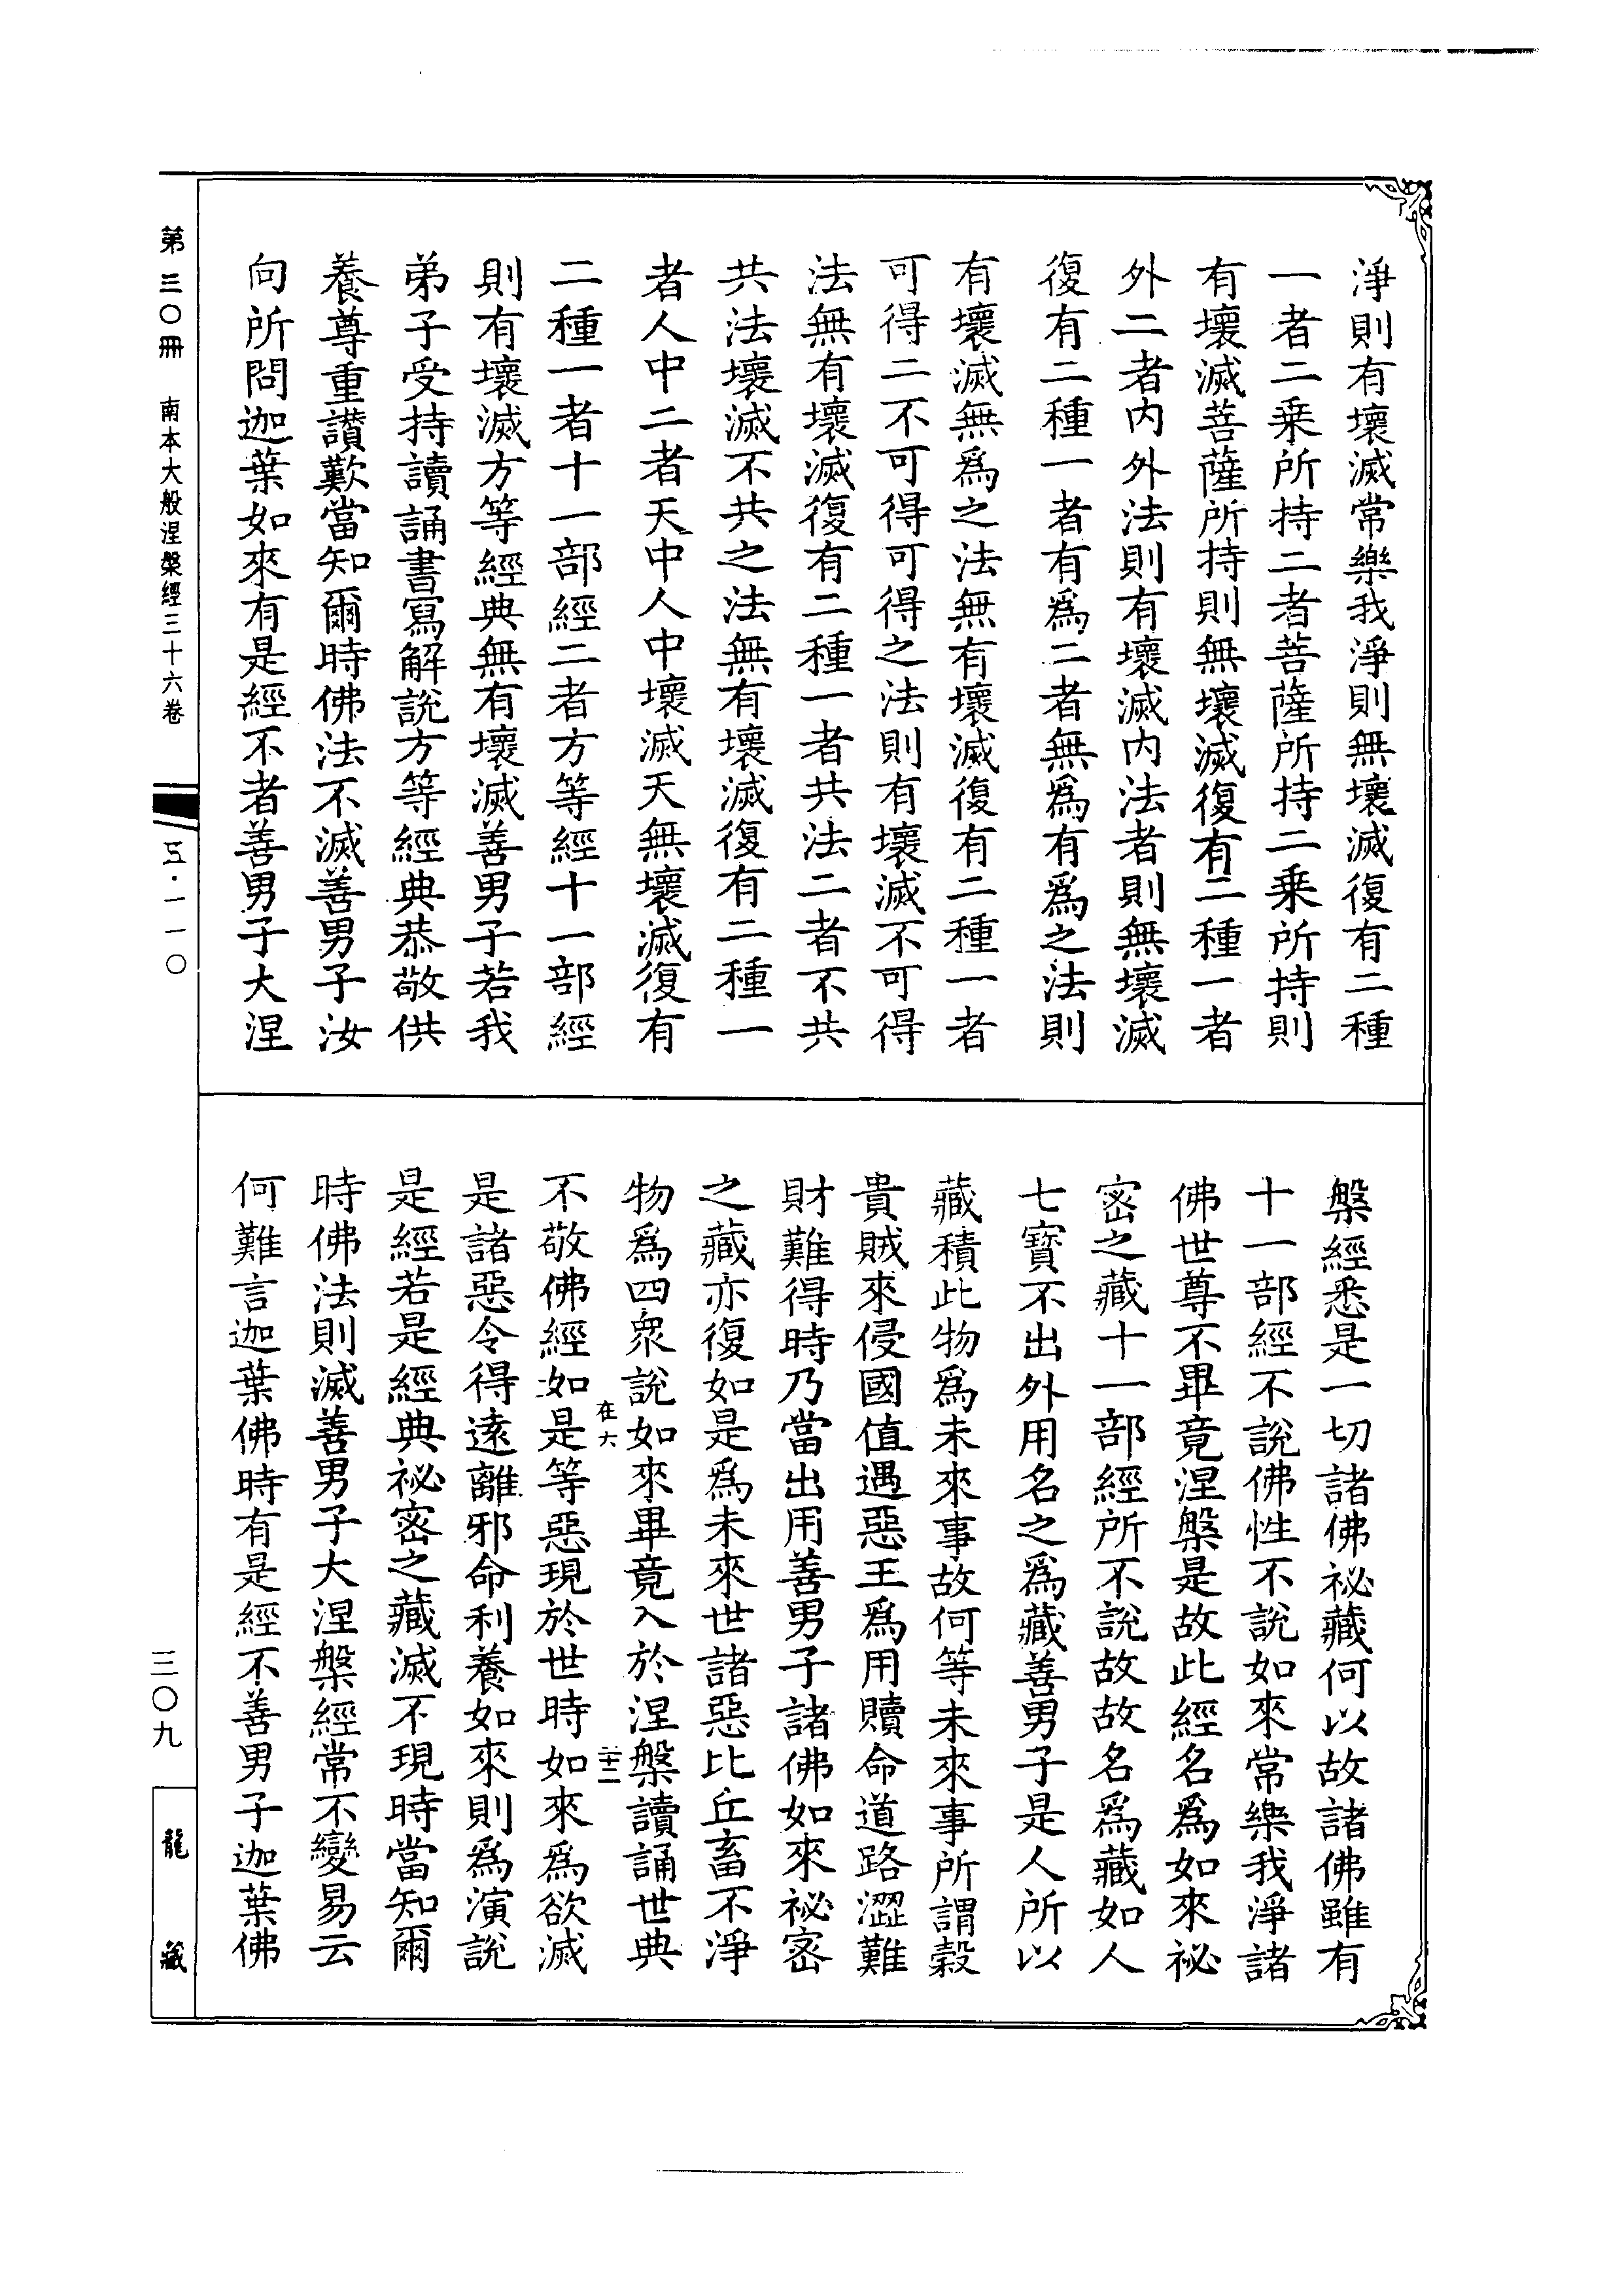 淨則有壞滅常樂我淨則無壞滅復有二種
一者二乘所持二者菩薩所持二乘所持則
有壞滅菩薩所持則無壞滅復有二種一者
外二者內外法則有壞滅內法者則無壞滅
復有二種一者有爲二者無爲有爲之法則
有壞滅無爲之法無有壞滅復有二種一者
可得二不可得可得之法則有壞滅不可得
法無有壞滅復有二種一者共法二者不共
共法壞滅不共之法無有壞滅復有二種一
者人中二者天中人中壞滅天無壞滅復有
二種一者十一部經二者方等經十一部經
則有壞滅方等經典無有壞滅善男子若我
弟子受持讀誦書寫解說方等經典恭敬供
養尊重讚歎當知爾時佛法不滅善男子汝
向所問迦葉如來有是經不者善男子大涅
槃經悉是一切諸佛祕藏何以故諸佛雖有
十一部經不說佛性不說如來常樂我淨諸
佛世尊不畢竟涅槃是故此經名爲如來祕
密之藏十一部經所不說故故名爲藏如人
七寶不出外用名之爲藏善男子是人所以
藏積此物爲未來事故何等未來事所謂穀
貴賊來侵國值遇惡王爲用贖命道路澀難
財難得時乃當出用善男子諸佛如來祕密
之藏亦復如是爲未來世諸惡比丘畜不淨
物爲四衆說如來畢竟入於涅槃讀誦世典
在六 二十二
不敬佛經如是等惡現於世時如來爲欲滅
是諸惡令得遠離邪命利養如來則爲演說
是經若是經典祕密之藏滅不現時當知爾
時佛法則滅善男子大涅槃經常不變易云
何難言迦葉佛時有是經不善男子迦葉佛
第三〇冊 南本大般涅槃經三十六卷
五·一一〇
三〇九
龍藏